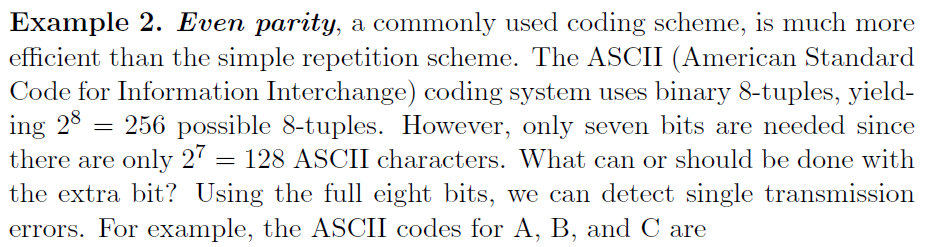 Example 2. Even parity, a commonly used coding scheme, is much more
efficient than the simple repetition scheme. The ASCII (American Standard
Code for Information Interchange) coding system uses binary 8-tuples, yield-
ing 2⁸ = 256 possible 8-tuples. However, only seven bits are needed since
there are only 2⁷ = 128 ASCII characters. What can or should be done with
the extra bit? Using the full eight bits, we can detect single transmission
errors. For example, the ASCII codes for A, B, and C are